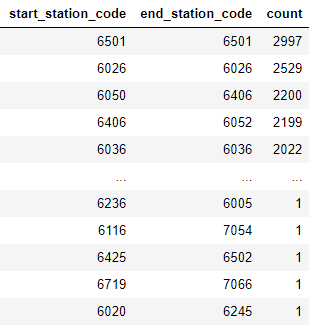 start_station_code end_station_code count
6501 6501 2997
6026 6026 2529
6050 6406 2200
6406 6052 2199
6036 6036 2022
... ... ...
6236 6005 1
6116 7054 1
6425 6502 1
6719 7066 1
6020 6245 1